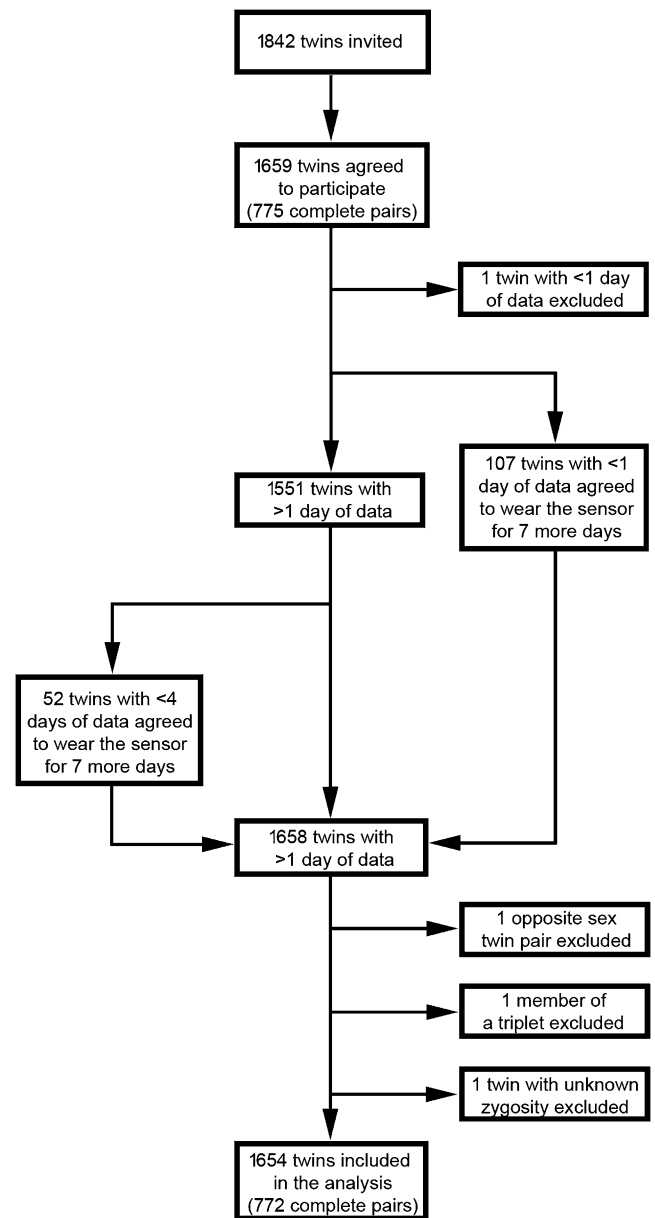 1842 twins invited
1659 twins agreed
to participate
(775 complete pairs)
1 twin with <1 day
of data excluded
107 twins with <1
day of data agreed
to wear the sensor
for 7 more days
1551 twins with
>1 day of data
52 twins with <4
days of data agreed
to wear the sensor
for 7 more days
1658 twins with
>1 day of data
1 opposite sex
twin pair excluded
1 member of
a triplet excluded
1 twin with unknown
zygosity excluded
1654 twins included
in the analysis
(772 complete pairs)